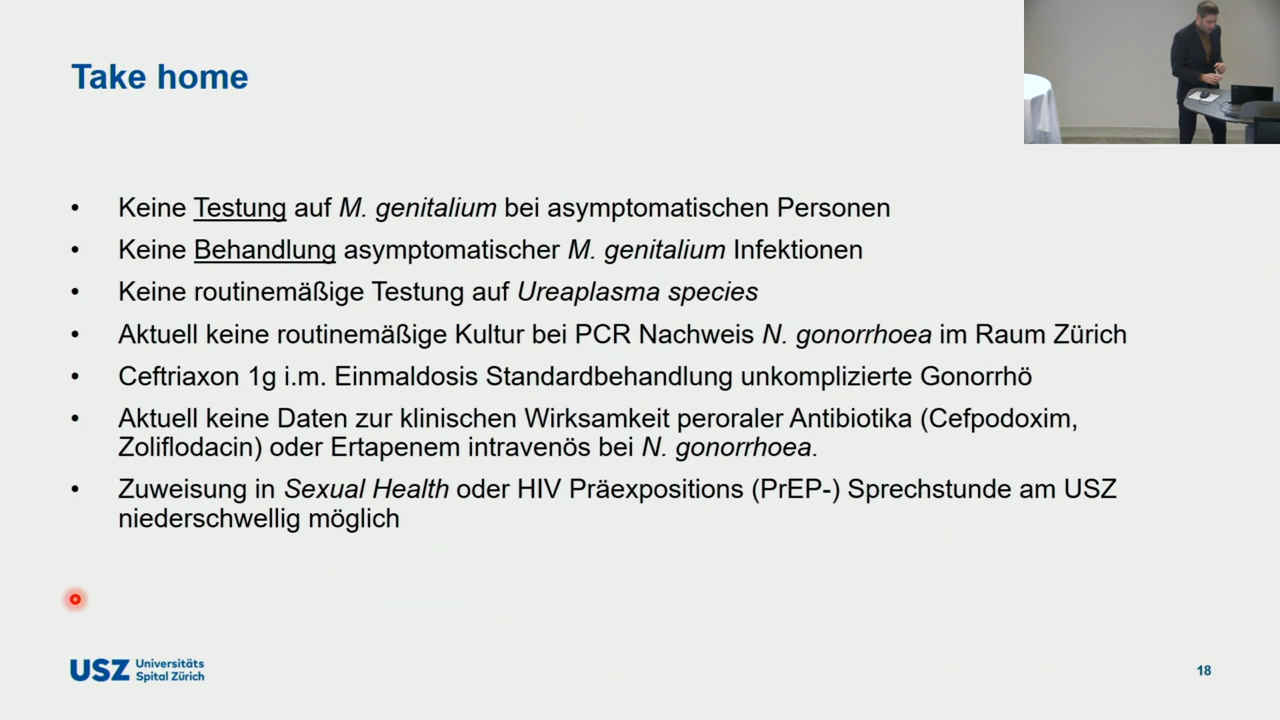 Take home
• Keine Testung auf M. genitalium bei asymptomatischen Personen
• Keine Behandlung asymptomatischer M. genitalium Infektionen
• Keine routinemäßige Testung auf Ureaplasma species
• Aktuell keine routinemäßige Kultur bei PCR Nachweis N. gonorrhoea im Raum Zürich
• Ceftriaxon 1g i.m. Einmaldosis Standardbehandlung unkomplizierte Gonorrhö
• Aktuell keine Daten zur klinischen Wirksamkeit peroraler Antibiotika (Cefpodoxim,
Zoliflodacin) oder Ertapenem intravenös bei N. gonorrhoea.
• Zuweisung in Sexual Health oder HIV Präexpositions (PrEP-) Sprechstunde am USZ
niederschwellig möglich
USZ Universitäts
Spital Zürich
18